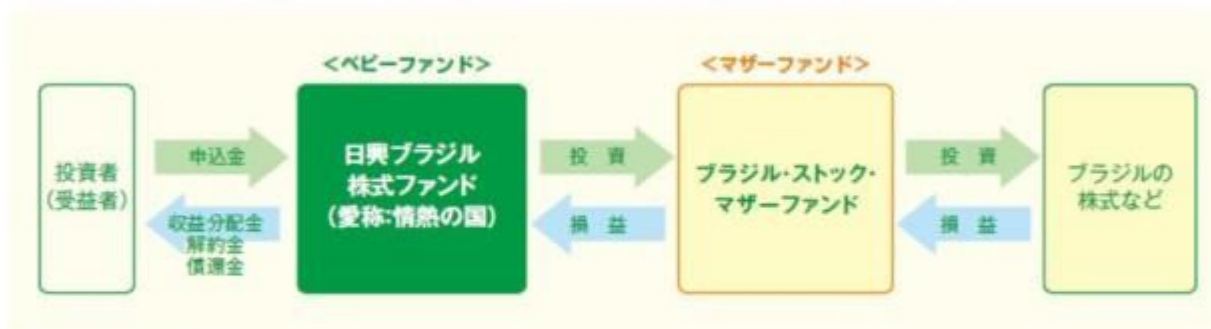 <ベビーファンド>
<マザーファンド>
投資者
(受益者)
申込金
収益分配金
解約金
償還金
日興ブラジル
株式ファンド
(愛称:情熱の国)
投 資
損 益
ブラジル・ストック・
マザーファンド
投 資
損 益
ブラジルの
株式など